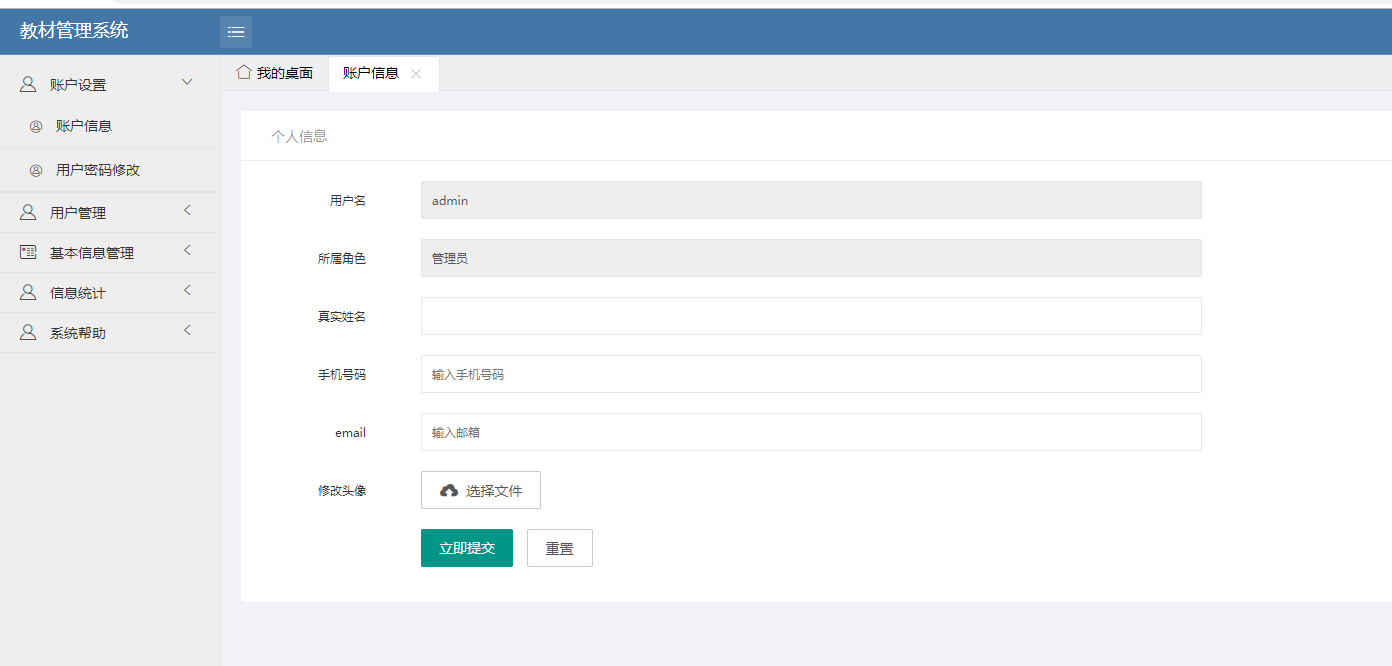 教材管理系统
账户设置
账户信息
用户密码修改
用户管理
基本信息管理
信息统计
系统帮助
我的桌面 账户信息
个人信息
用户名 admin
所属角色 管理员
真实姓名
手机号码 输入手机号码
email 输入邮箱
修改头像 选择文件
立即提交 重置